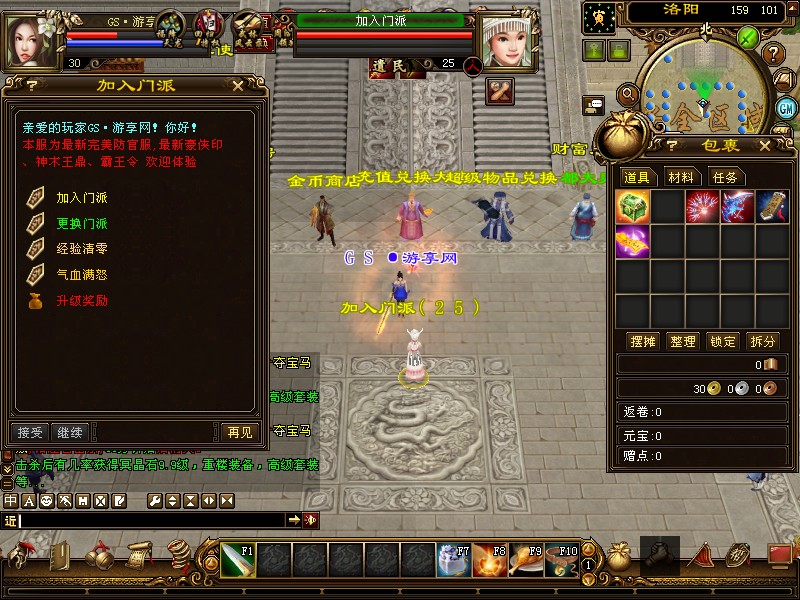 GS·游享
30
加入门派
遗民
25
洛阳
159 101
寅
北
GM
加入门派
亲爱的玩家GS·游享网! 你好!
本服为最新完美防官服,最新豪侠印
、神木王鼎、霸王令 欢迎体验
加入门派
更换门派
经验清零
气血满怒
升级奖励
接受
继续
再见
金币商店
充值兑换大
超级物品兑换
财富
GS●游享网
加入门派(25)
夺宝马
高级套装
夺宝马
击杀后有几率获得冥晶石9.9级，重楼装备，高级套装
等
包裹
道具
材料
任务
摆摊
整理
锁定
拆分
0
30
0
0
返卷:0
元宝:0
赠点:0
中
A
近
F1
F7
F8
F9
F10
1